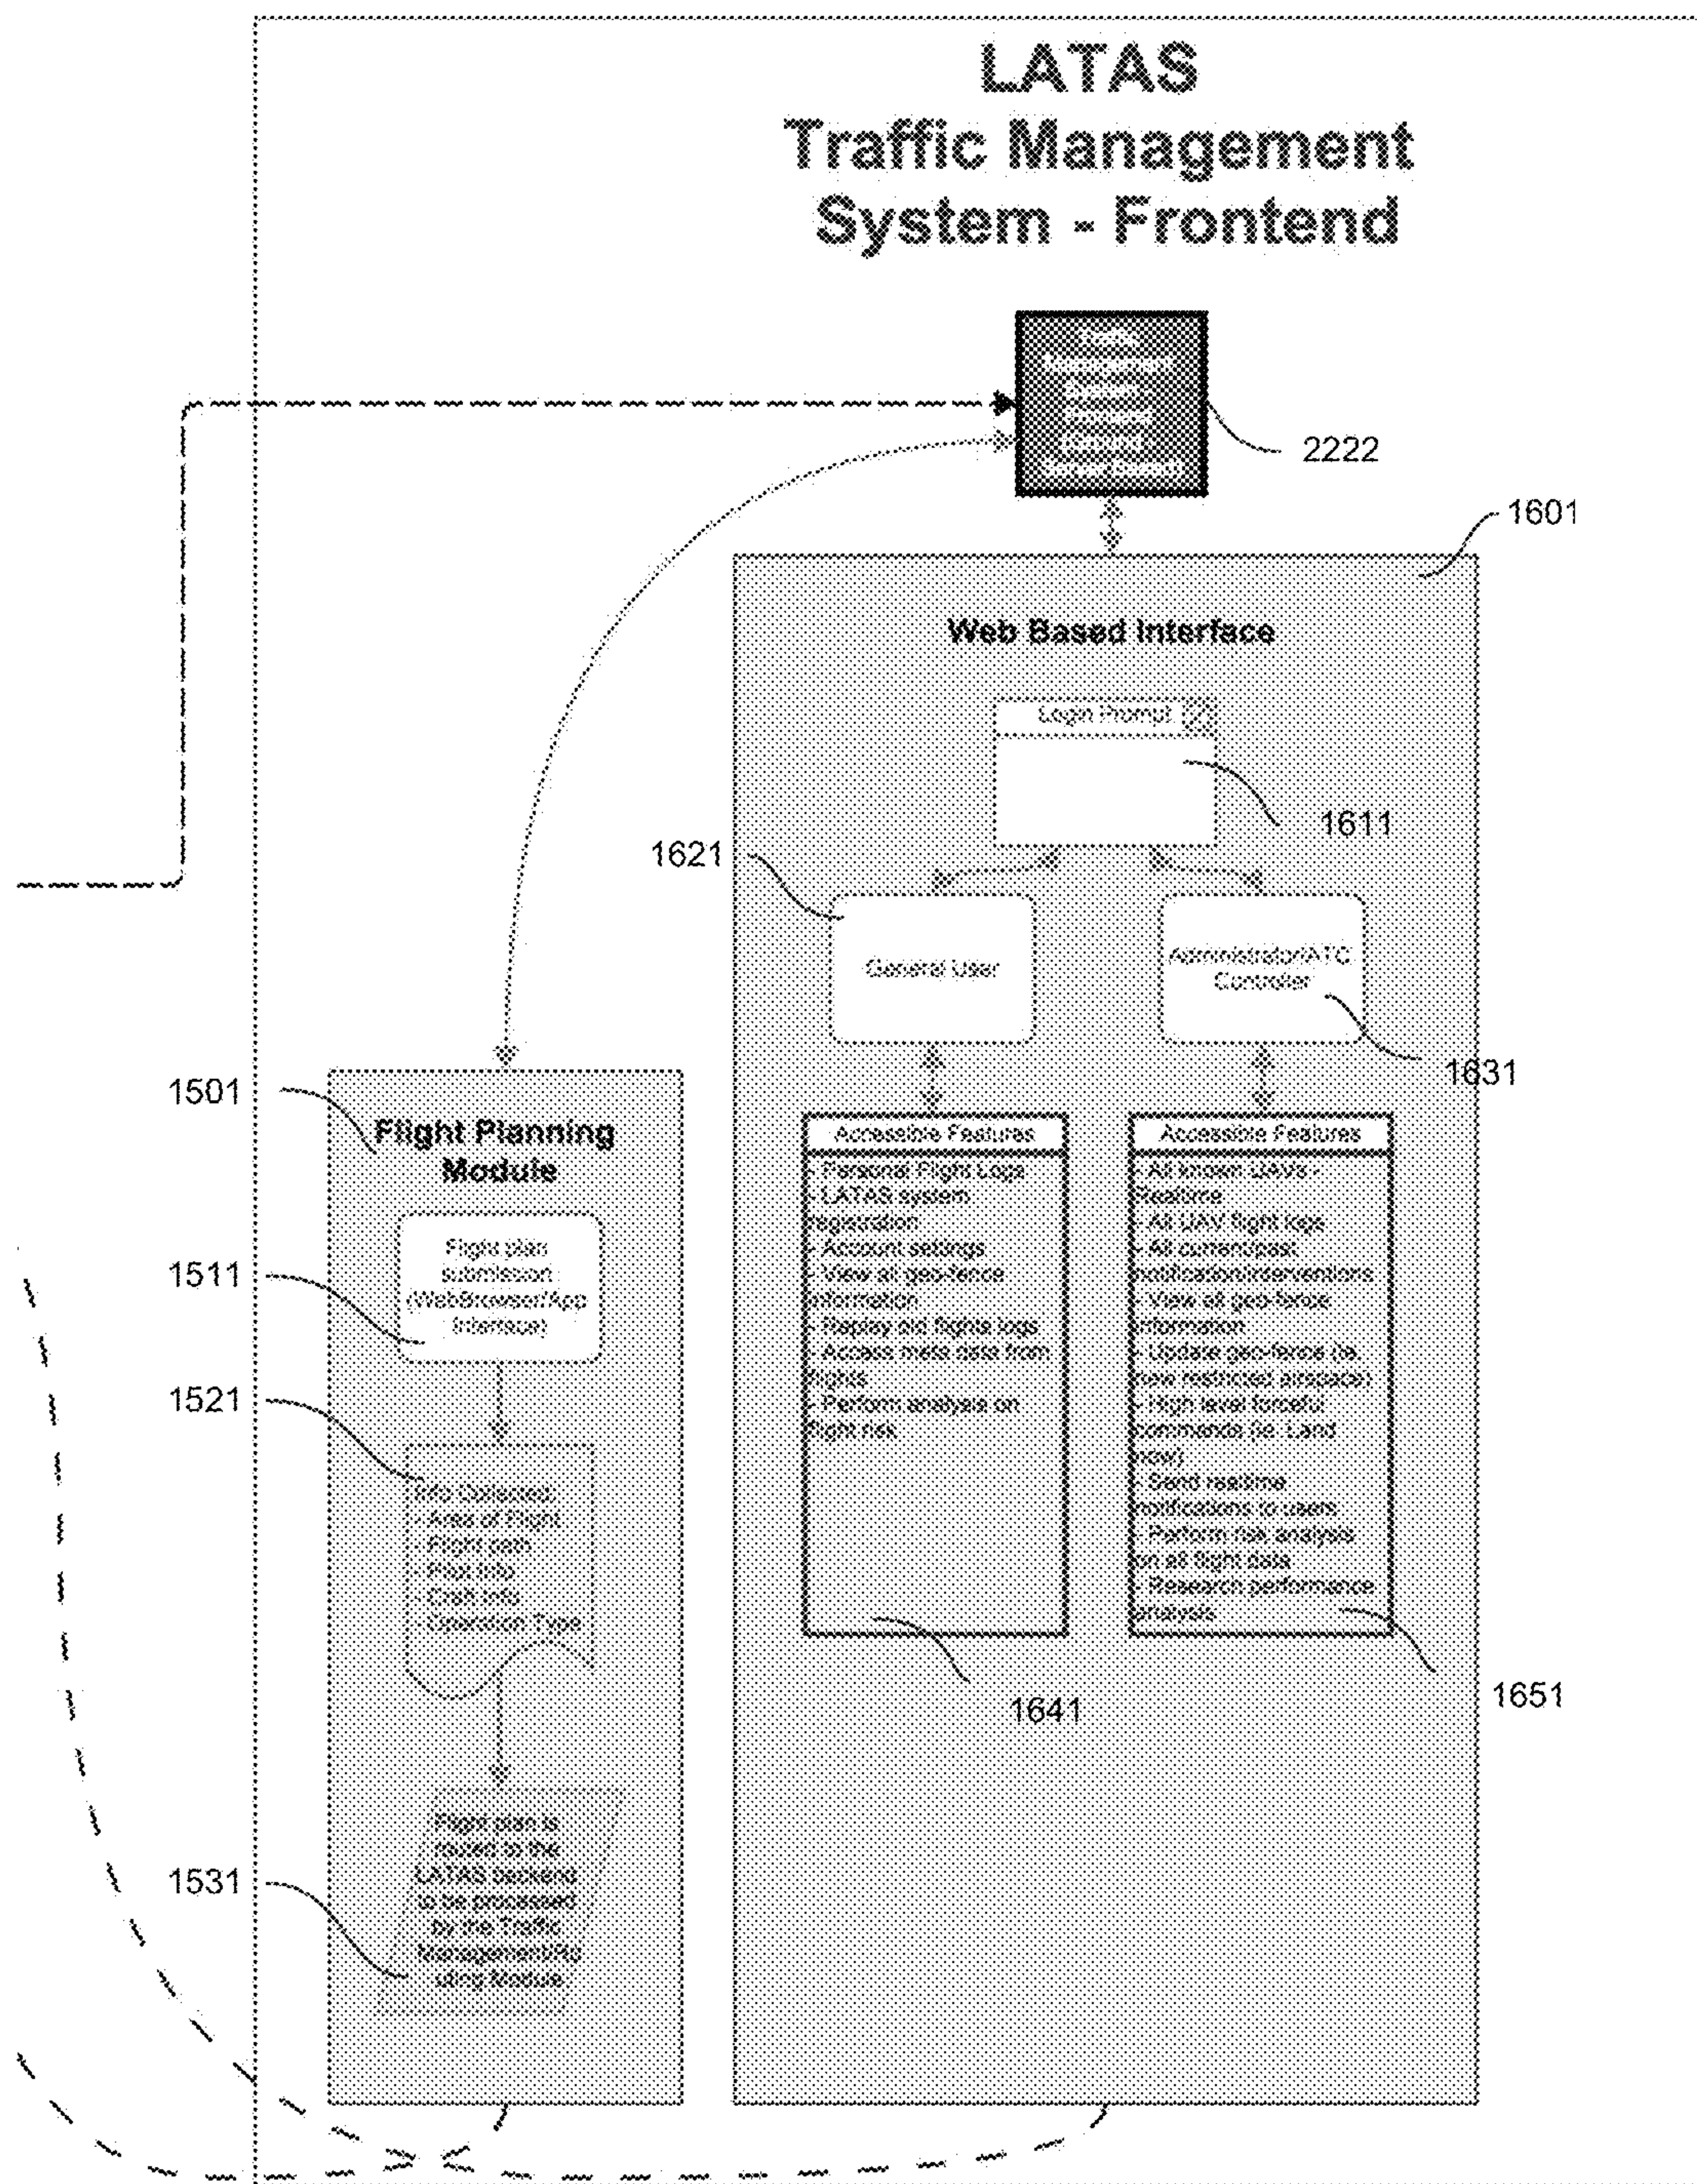 LATAS
Traffic Management
System - Frontend
Traffic
Management
2222
1601
Web Based Interface
Login Prompt
1611
1621
General User
Administrator/ATC
Controller
1631
1501
Flight Planning
Module
Accessible Features
- Personal Flight Logs
- LATAS system
registration
- Account settings
- View all geo-fence
information
- Replay old flights logs
- Access meta data from
flights
- Perform analysis on
flight risk
Accessible Features
- All known UAVs -
Realtime
- All UAV flight logs
- All current/past
notification/interventions
- View all geo-fence
information
- Update geo-fence (ie.
new restricted airspace)
- High level forceful
commands (ie. Land
now)
- Send realtime
notifications to users
- Perform risk analysis
on all flight data
- Research performance
analysis
1511
Flight plan
submission
(WebBrowser/App
Interface)
1521
Info Collected:
- Area of Flight
- Flight path
- Pilot Info
- Craft Info
- Operation Type
1641
1651
1531
Flight plan is
routed to the
LATAS backend
to be processed
by the Traffic
Management/Ro
uting Module